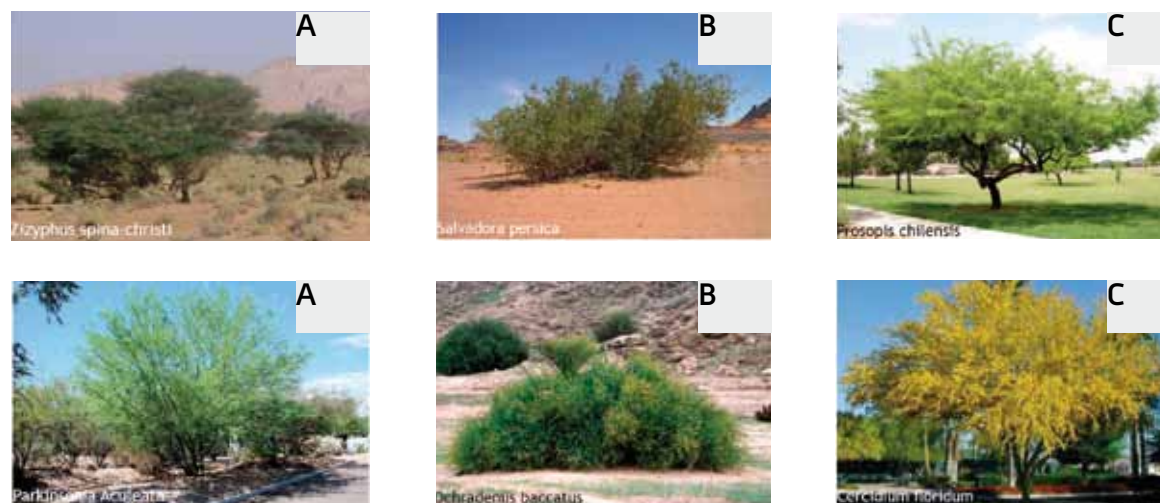 A
B
C
Zizyphus spina-christi
Salvadora persica
Prosopis chilensis
A
B
C
Parkinsonia Aculeata
Ochradenus baccatus
Cercidium floridum